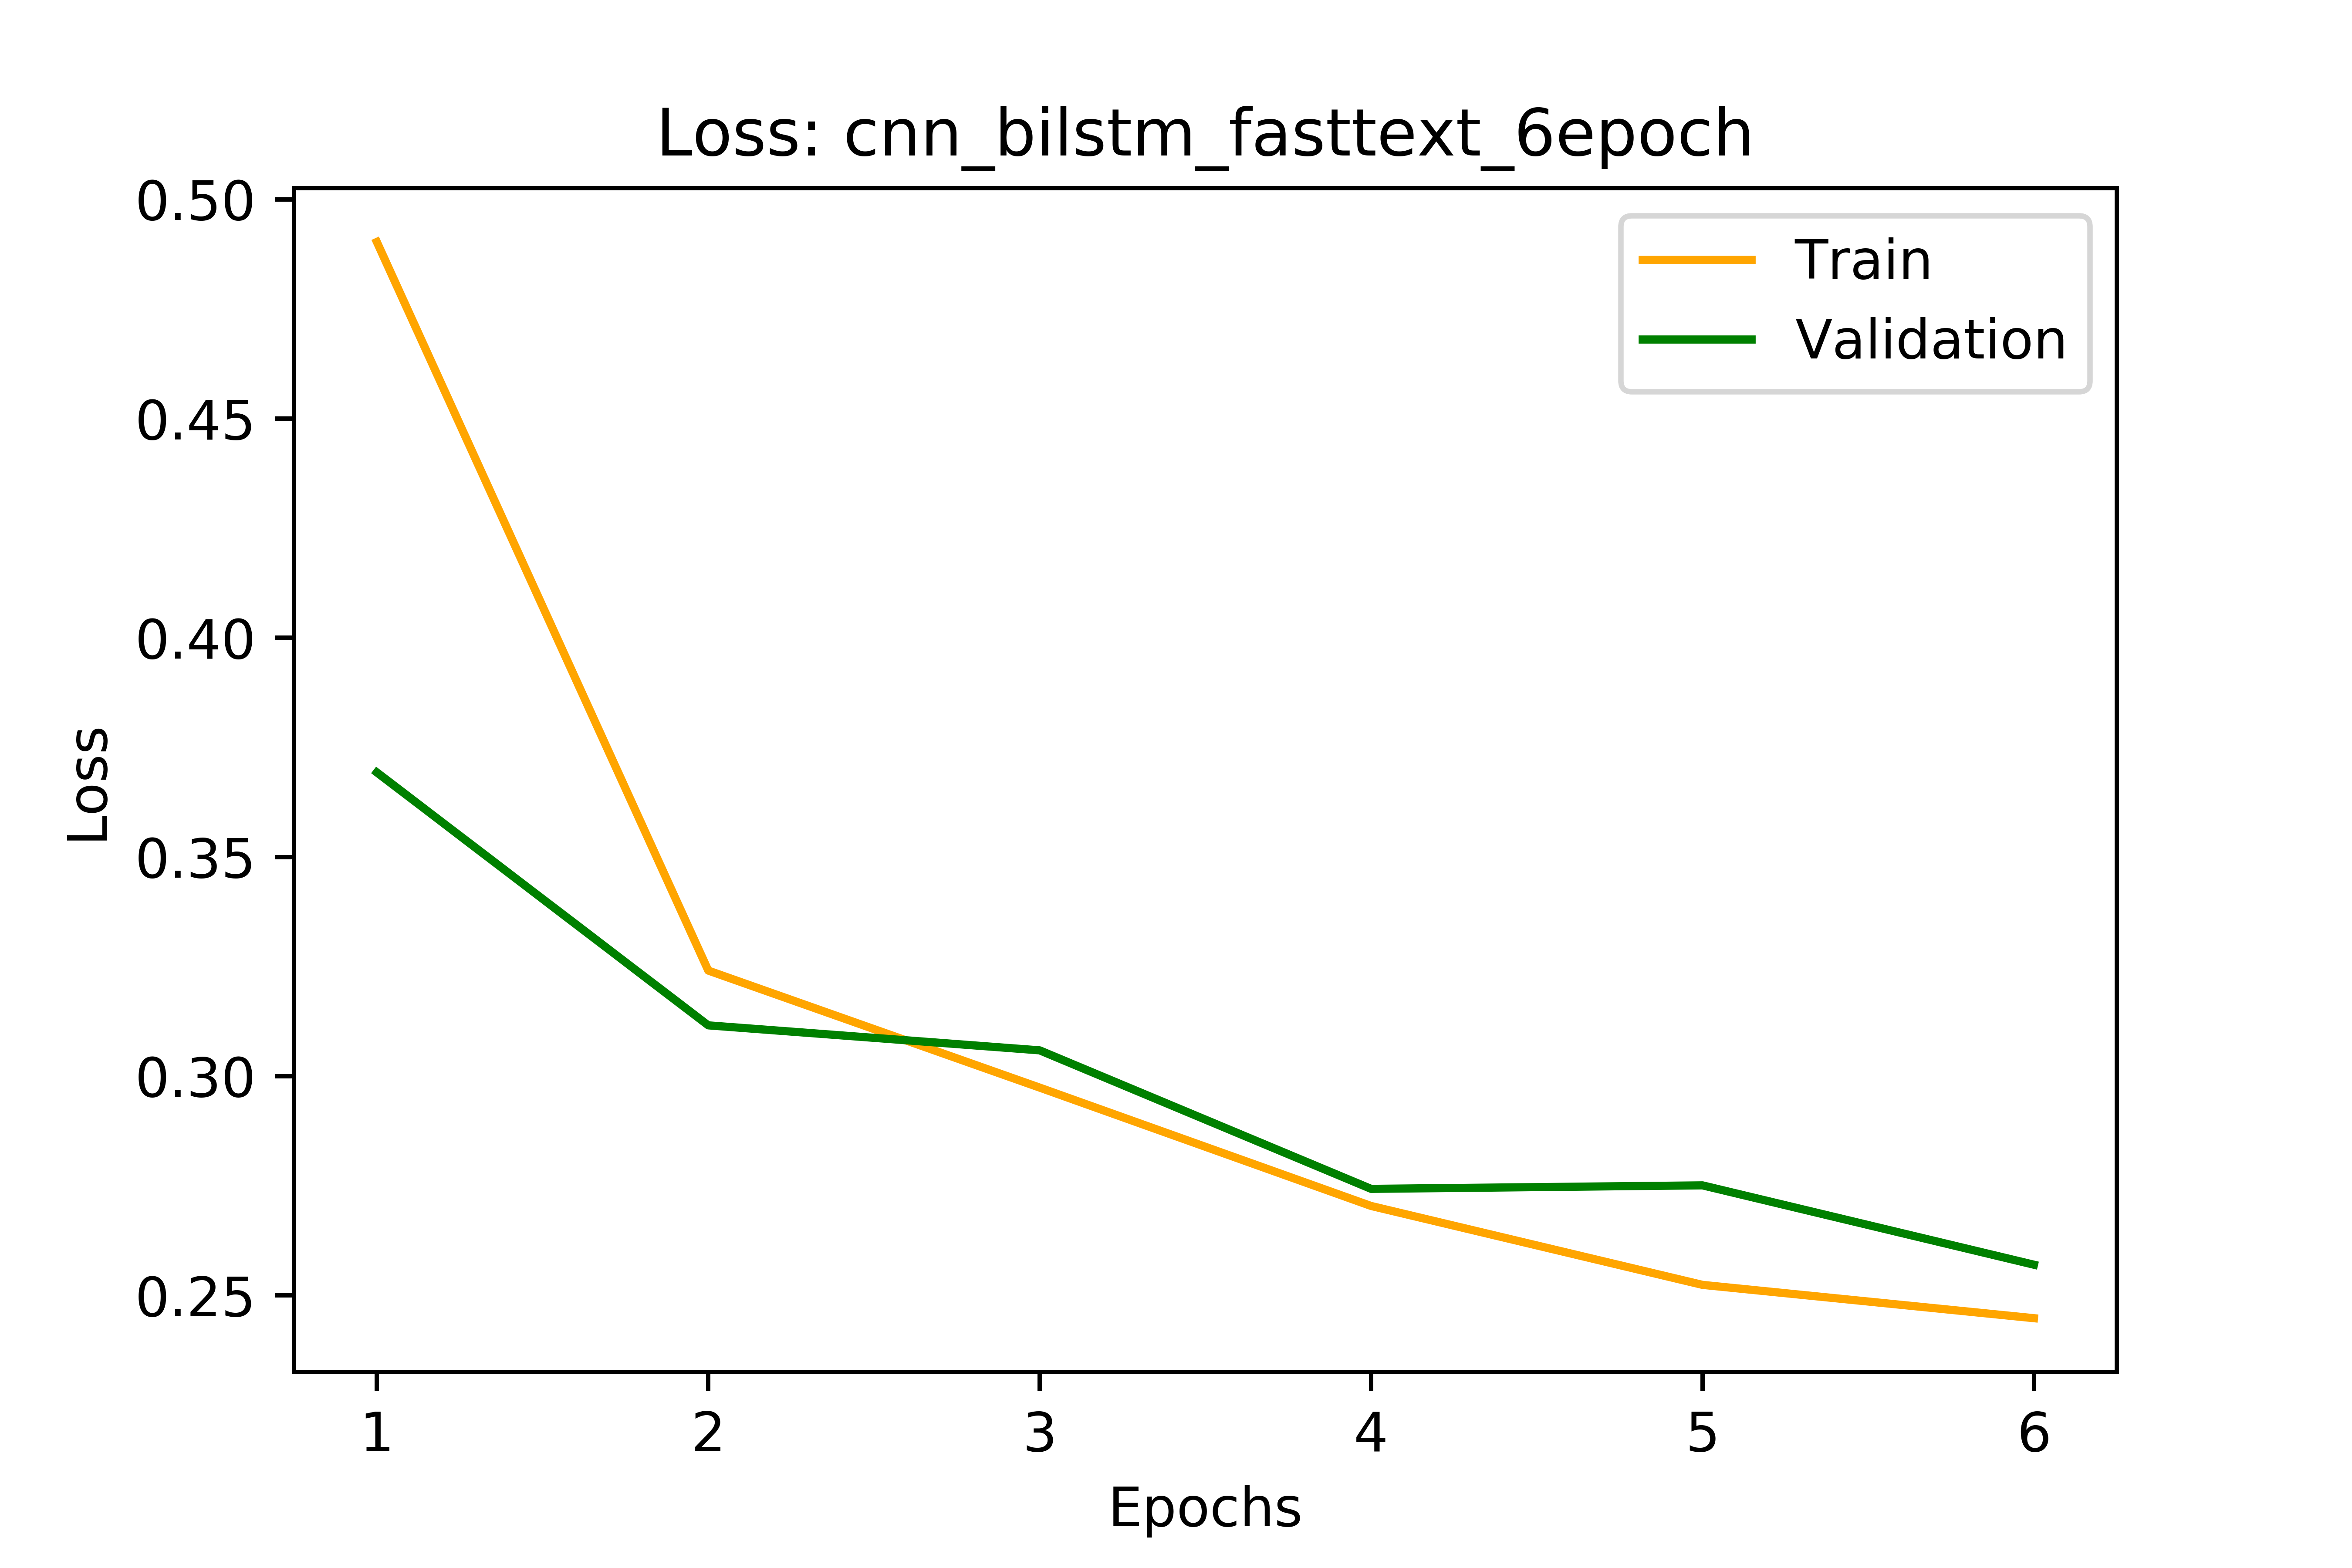 Loss: cnn_bilstm_fasttext_6epoch
Train
Validation
0.50
0.45
0.40
0.35
0.30
0.25
Loss
1 2 3 4 5 6
Epochs